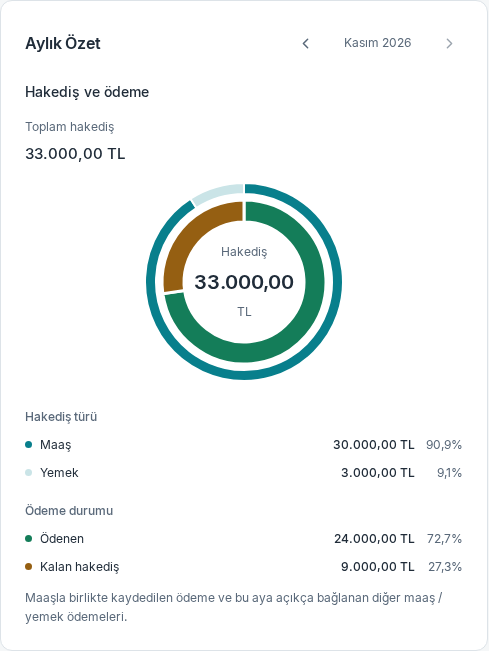 Aylık Özet
Kasım 2026
Hakediş ve ödeme
Toplam hakediş
33.000,00 TL
Hakediş
33.000,00
TL
Hakediş türü
Maaş 30.000,00 TL 90,9%
Yemek 3.000,00 TL 9,1%
Ödeme durumu
Ödenen 24.000,00 TL 72,7%
Kalan hakediş 9.000,00 TL 27,3%
Maaşla birlikte kaydedilen ödeme ve bu aya açıkça bağlanan diğer maaş /
yemek ödemeleri.